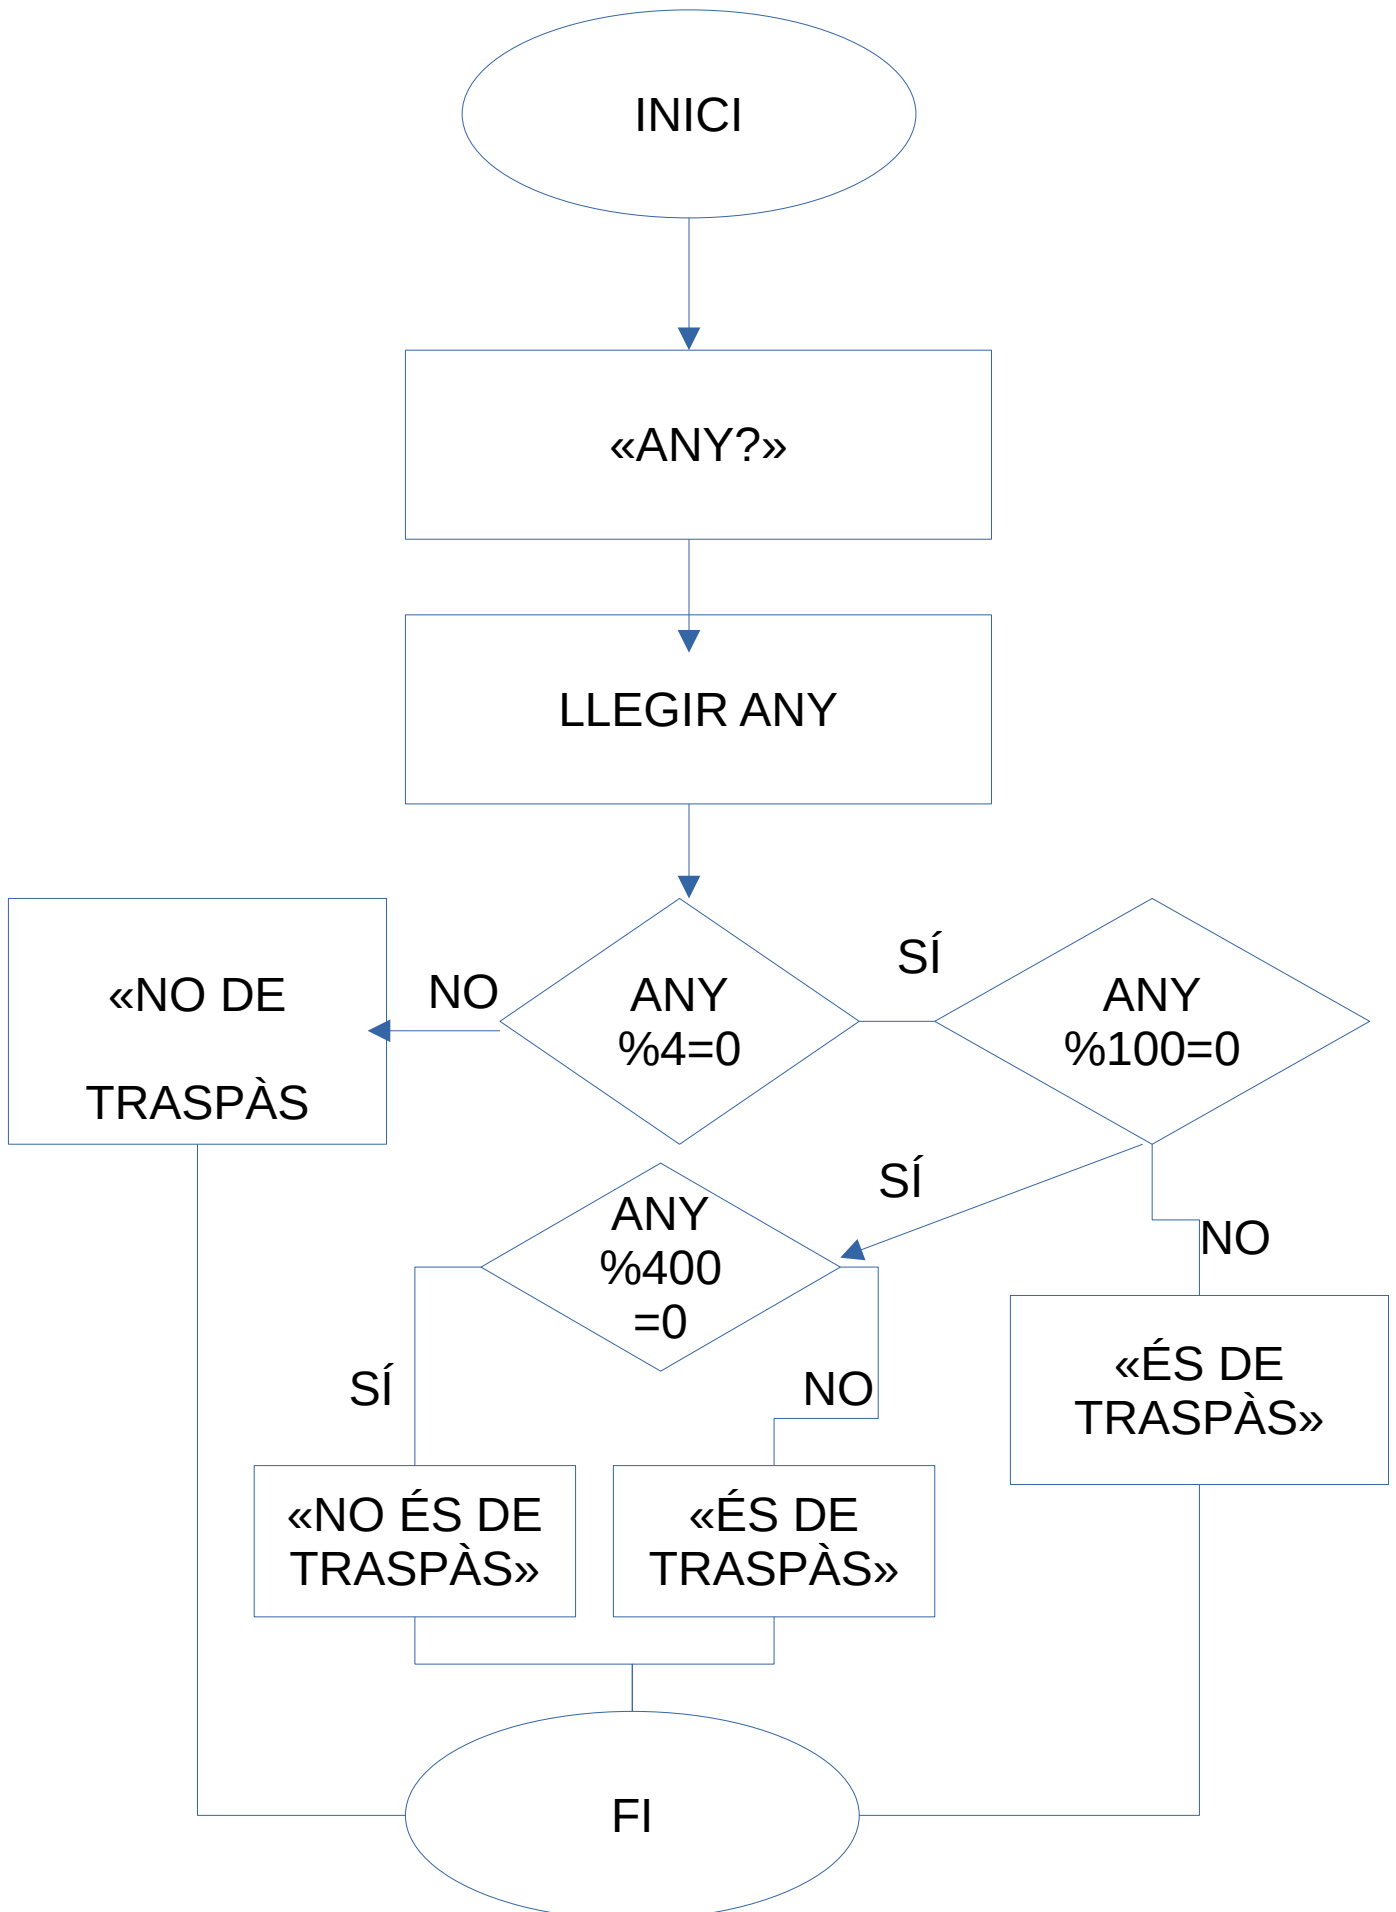 INICI
«ANY?»
LLEGIR ANY
«NO DE
TRASPÀS
NO
ANY
%4=0
SÍ
ANY
%100=0
SÍ
NO
ANY
%400
=0
SÍ
NO
«ÉS DE
TRASPÀS»
«NO ÉS DE
TRASPÀS»
«ÉS DE
TRASPÀS»
FI